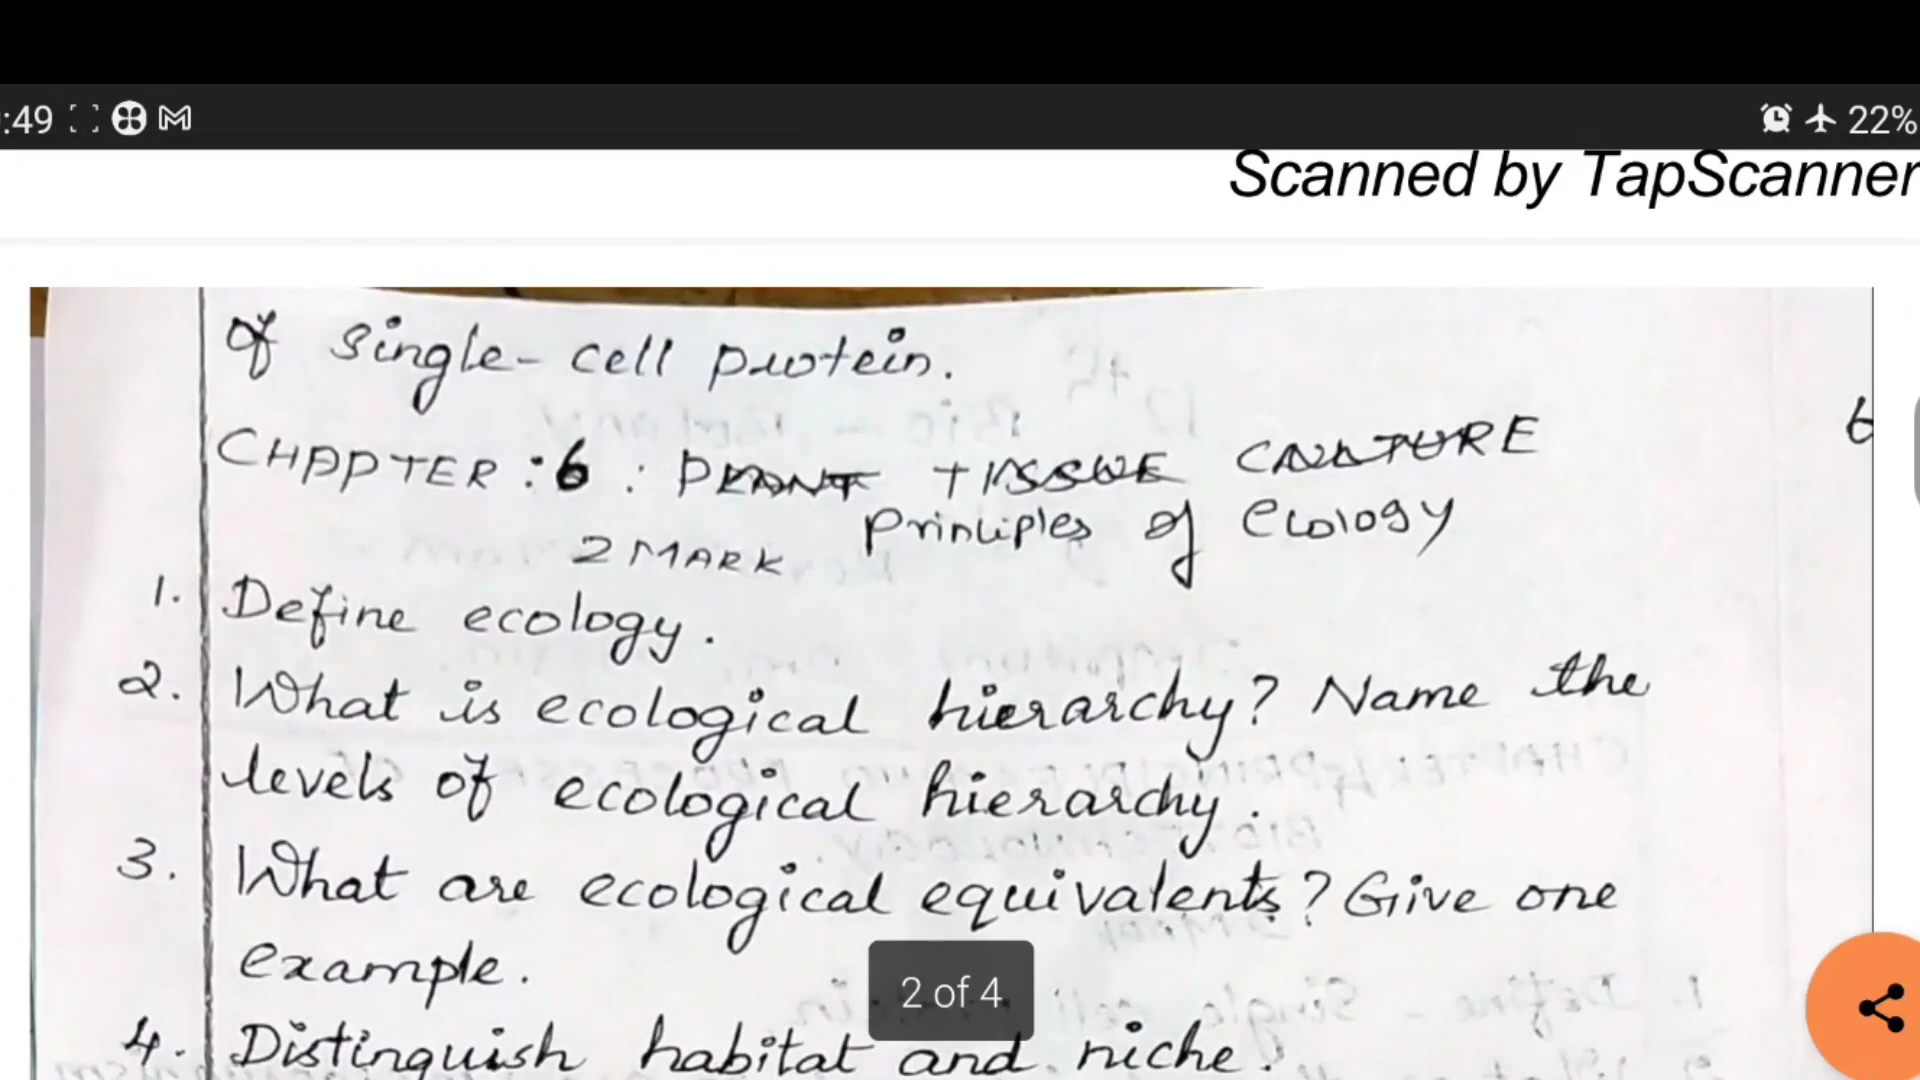 :49 22%
Scanned by TapScanner
of single-cell protein.
CHAPTER :6 : PLANT TISSUE CULTURE
Principles of Ecology
6
2 MARK
1. Define ecology.
2. What is ecological hierarchy? Name the
levels of ecological hierarchy.
3. What are ecological equivalents? Give one
example.
2 of 4
4. Distinguish habitat and niche.